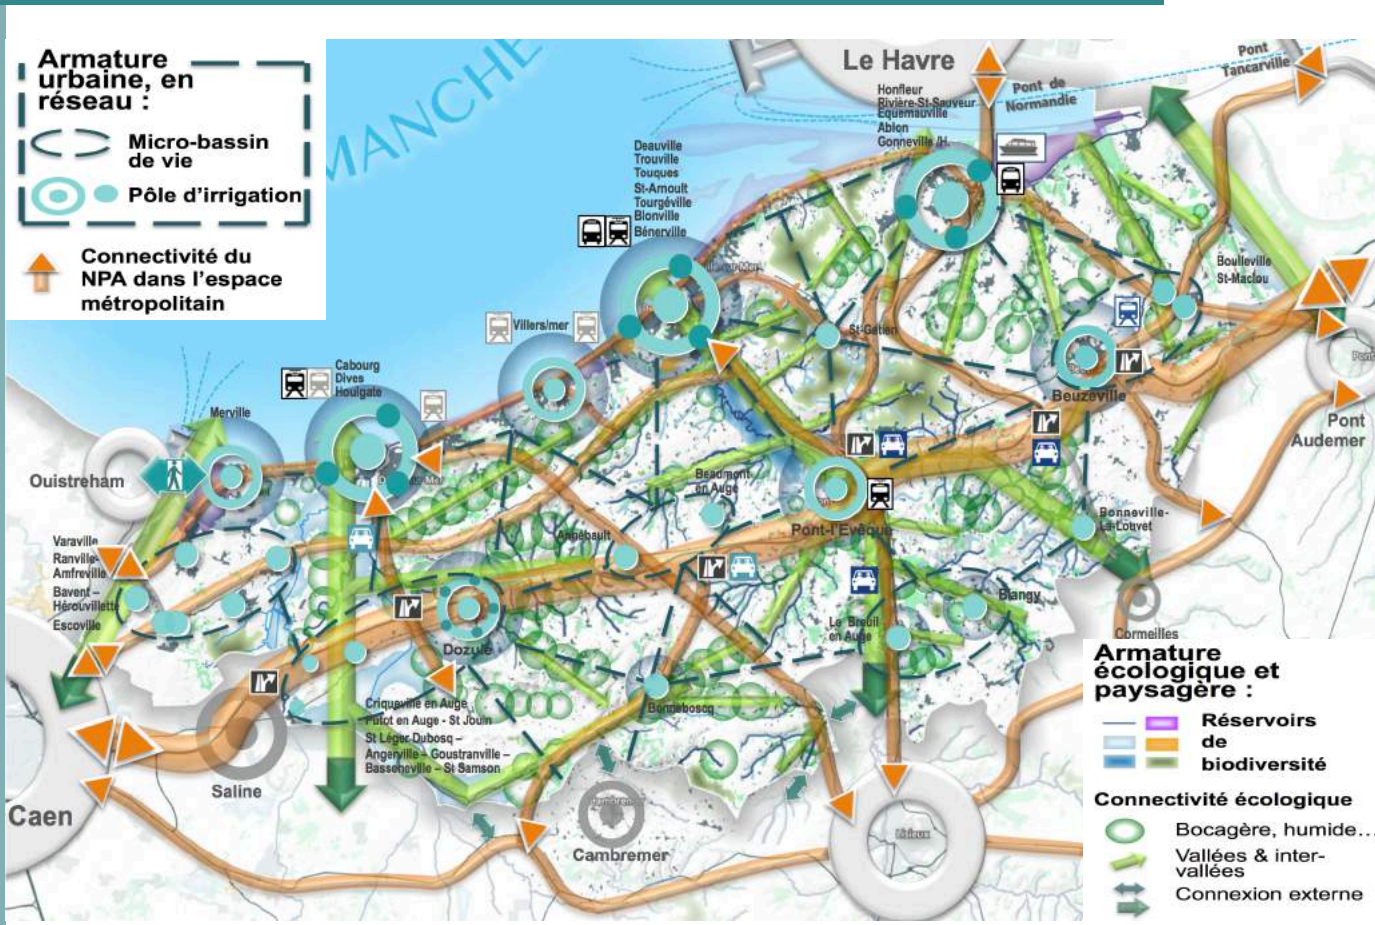 Armature
urbaine, en
réseau :
Micro-bassin
de vie
Pôle d'irrigation
Connectivité du
NPA dans l'espace
métropolitain
MANCHE
Le Havre
Pont
Tancarville
Pont de
Normandie
Honfleur
Rivière-St-Sauveur
Equemauville
Ablon
Gonneville /H.
Deauville
Trouville
Touques
St-Arnoult
Tourgéville
Blonville
Bénerville
Boulleville
St-Maclou
Villers/mer
St-Gatien
Cabourg
Dives
Houlgate
Beuzeville
Pont
Audemer
Merville
Ouistreham
Beaumont
en Auge
Pont-l'Evêque
Bonneville-
La-Louvet
Annebault
Varaville
Ranville-
Amfreville
Bavent –
Hérouvillette
Escoville
Blangy
Le Breuil
en Auge
Dozulé
Cormeilles
Criqueville en Auge
Putot en Auge - St Jouin
St Léger Dubosq –
Angerville – Goustranville –
Basseneville – St Samson
Bonnebosq
Saline
Caen
Cambremer
Lisieux
Armature
écologique et
paysagère :
Réservoirs
de
biodiversité
Connectivité écologique
Bocagère, humide...
Vallées & inter-
vallées
Connexion externe